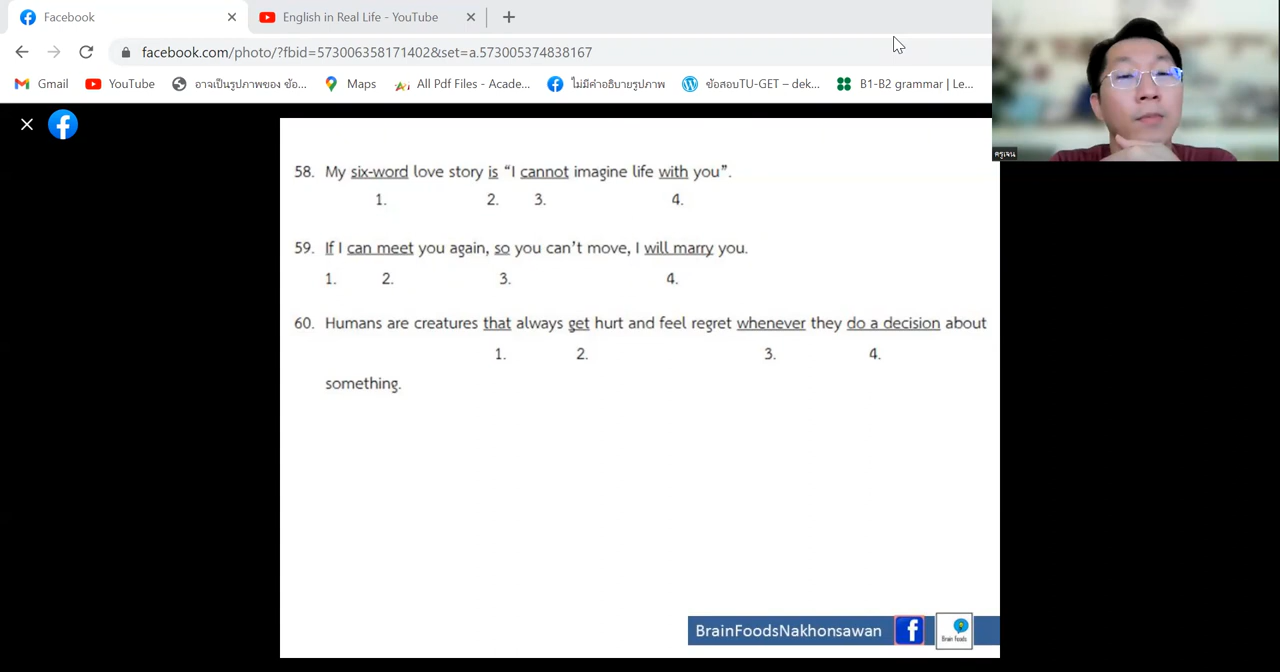 Facebook
English in Real Life - YouTube
facebook.com/photo/?fbid=573006358171402&set=a.573005374838167
Gmail
YouTube
อาจเป็นรูปภาพของ ข้อ...
Maps
All Pdf Files - Acade...
ไม่มีคำอธิบายรูปภาพ
ข้อสอบTU-GET – dek...
B1-B2 grammar | Le...
ครูเจน
58. My six-word love story is “I cannot imagine life with you”.
1. 2. 3. 4.
59. If I can meet you again, so you can’t move, I will marry you.
1. 2. 3. 4.
60. Humans are creatures that always get hurt and feel regret whenever they do a decision about
1. 2. 3. 4.
something.
BrainFoodsNakhonsawan
Brain Foods